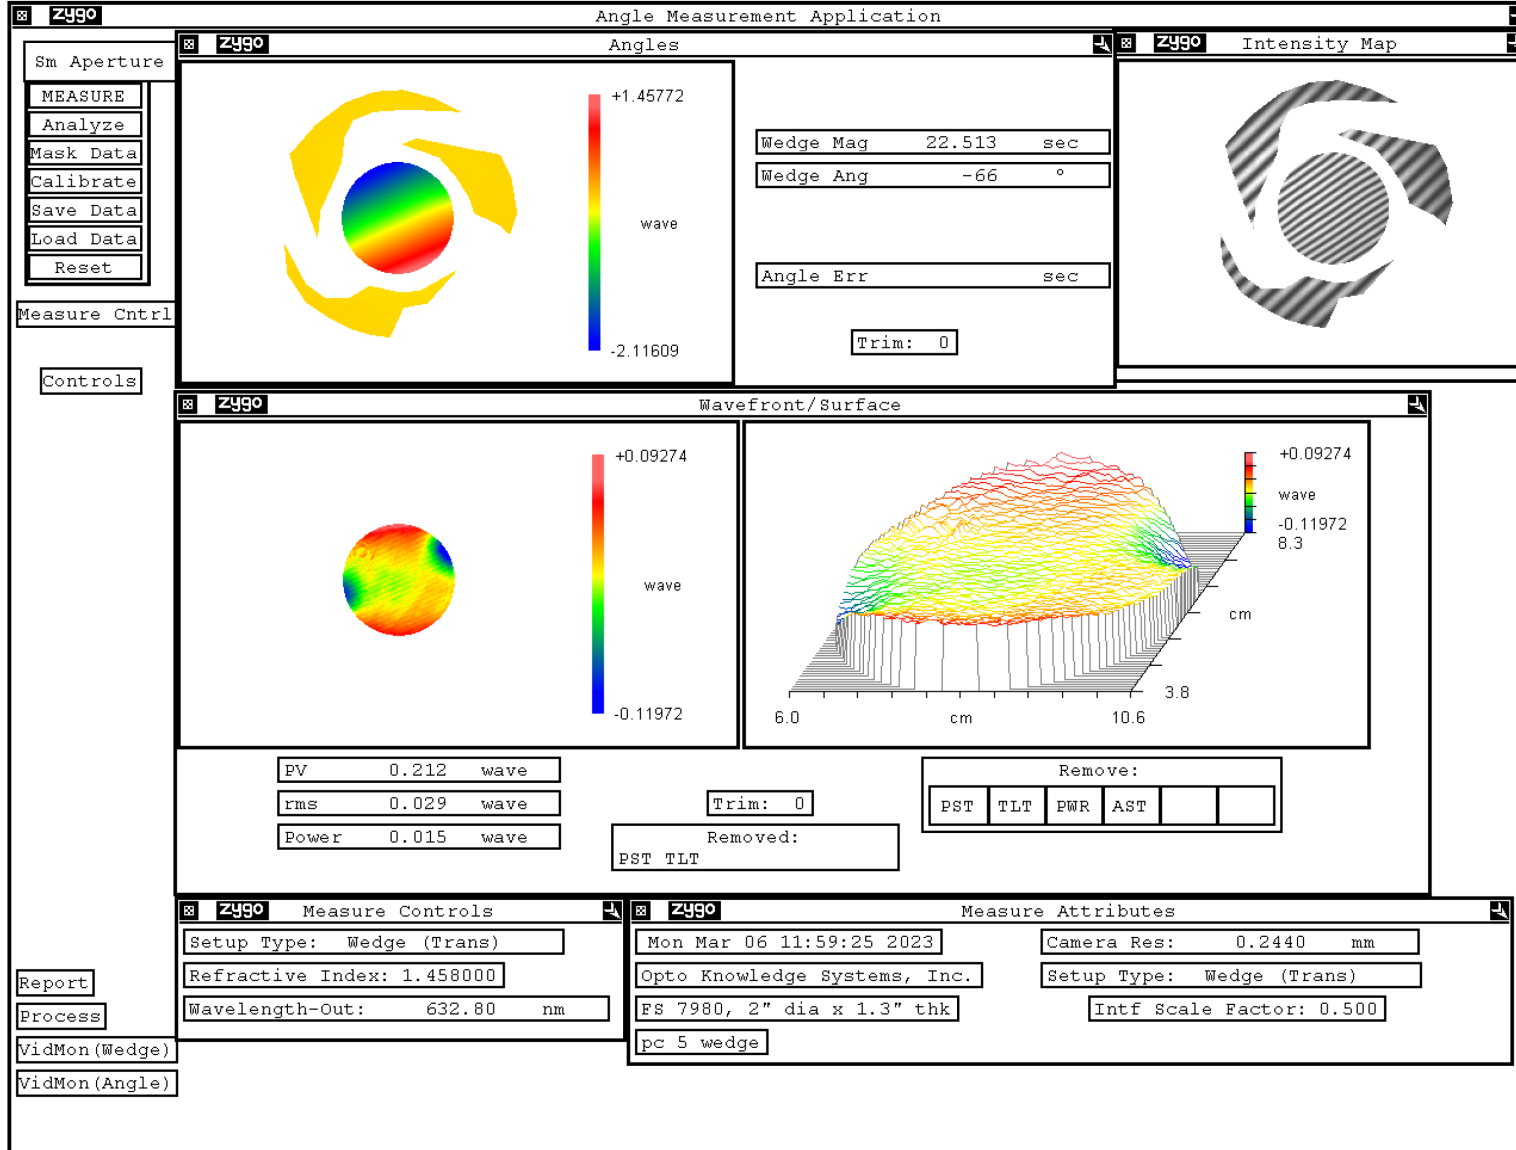 zygo Angle Measurement Application
Sm Aperture
MEASURE
Analyze
Mask Data
Calibrate
Save Data
Load Data
Reset
Measure Cntrl
Controls
zygo Angles
+1.45772
wave
-2.11609
Wedge Mag 22.513 sec
Wedge Ang -66 °
Angle Err sec
Trim: 0
zygo Intensity Map
zygo Wavefront/Surface
+0.09274
wave
-0.11972
+0.09274
wave
-0.11972
8.3
cm
3.8
6.0 cm 10.6
PV 0.212 wave
rms 0.029 wave
Power 0.015 wave
Trim: 0
Removed:
PST TLT
Remove:
PST TLT PWR AST
zygo Measure Controls
Setup Type: Wedge (Trans)
Refractive Index: 1.458000
Wavelength-Out: 632.80 nm
zygo Measure Attributes
Mon Mar 06 11:59:25 2023
Camera Res: 0.2440 mm
Opto Knowledge Systems, Inc.
Setup Type: Wedge (Trans)
FS 7980, 2" dia x 1.3" thk
Intf Scale Factor: 0.500
pc 5 wedge
Report
Process
VidMon(Wedge)
VidMon(Angle)